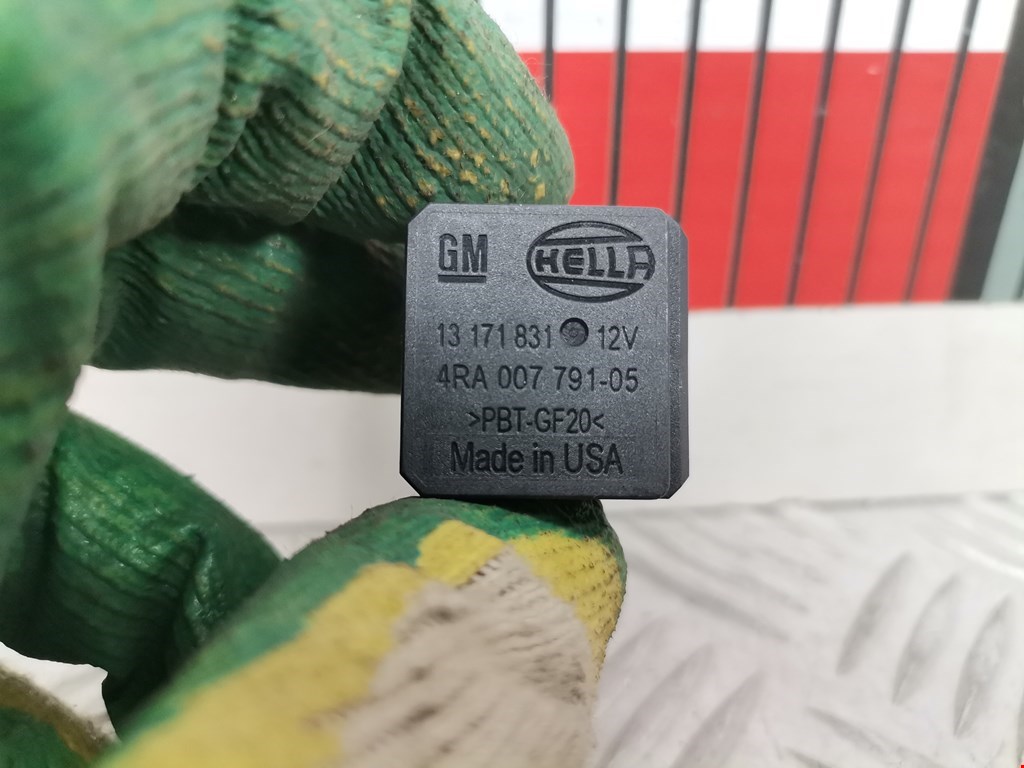 GM HELLA
13 171 831 12V
4RA 007 791-05
>PBT-GF20<
Made in USA